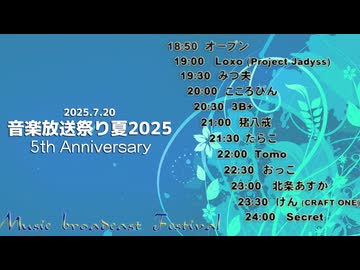 2025.7.20
音楽放送祭り夏2025
5th Anniversary
18:50 オープン
19:00 Loxo (Project Jadyss)
19:30 みつ夫
20:00 こころぴん
20:30 3B+
21:00 猪八戒
21:30 たらこ
22:00 Tomo
22:30 おっこ
23:00 北条あすか
23:30 けん (CRAFT ONE)
24:00 Secret
Music broadcast Festival